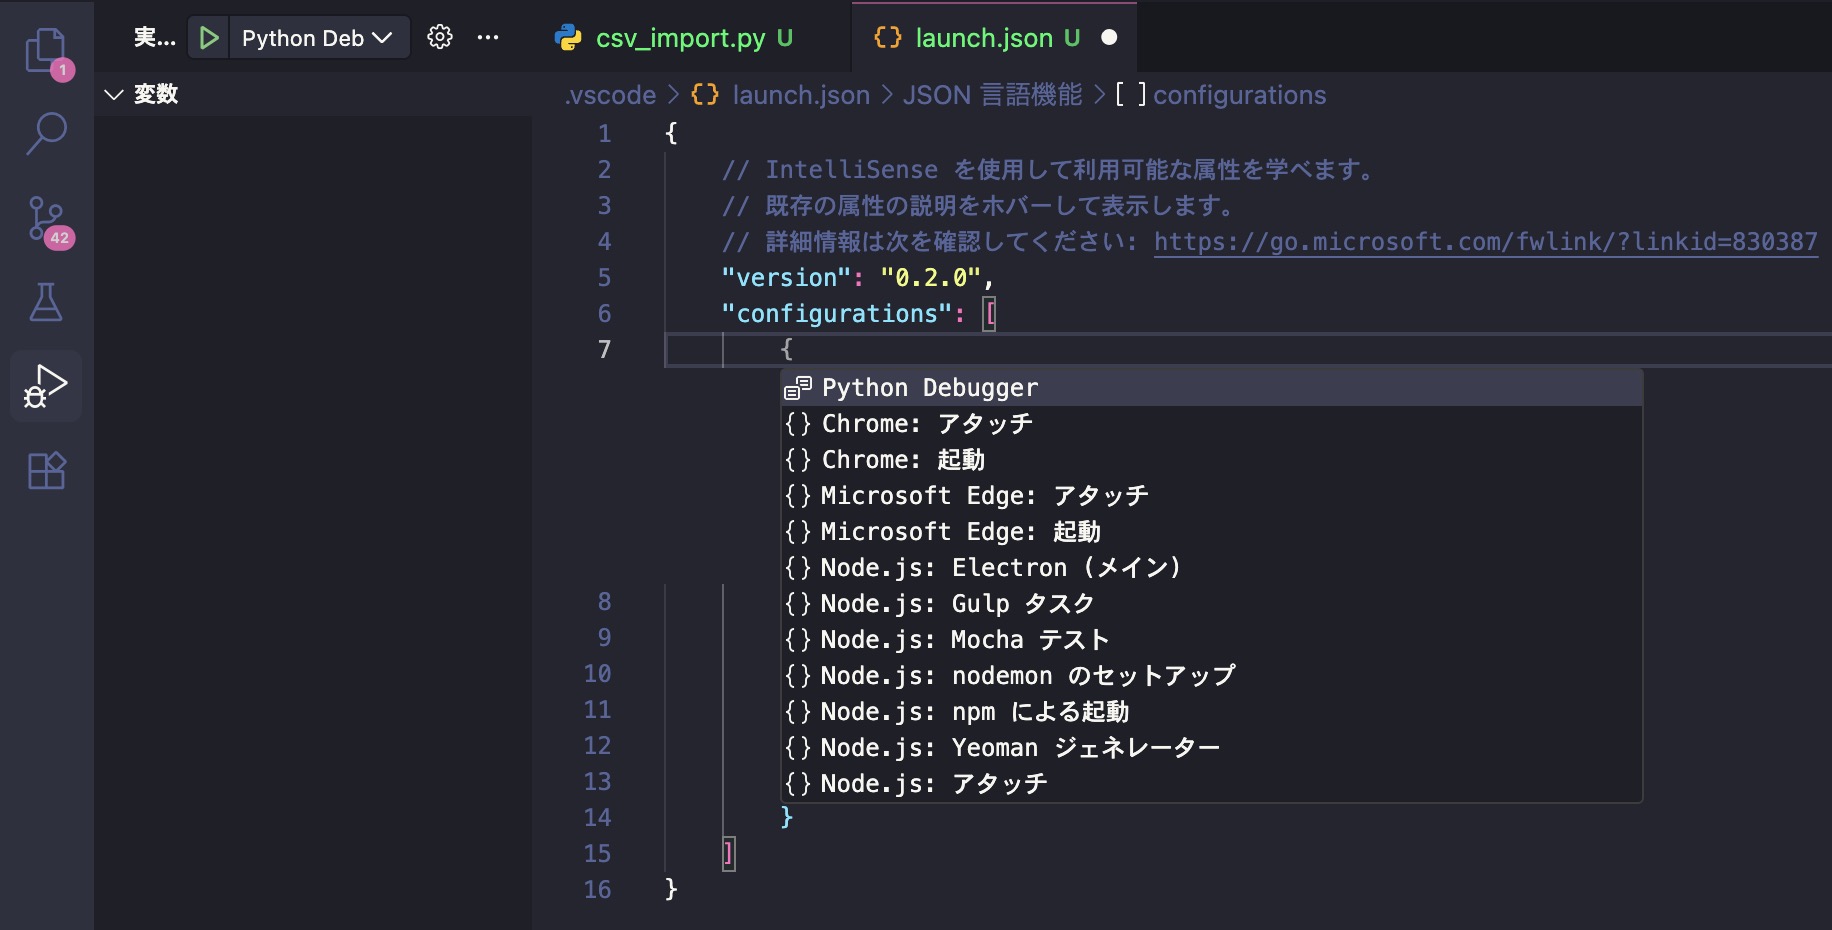 実... Python Deb
csv_import.py U
launch.json U
1
42
変数
.vscode > {} launch.json > JSON 言語機能 > [ ] configurations
1 {
2 // IntelliSense を使用して利用可能な属性を学べます。
3 // 既存の属性の説明をホバーして表示します。
4 // 詳細情報は次を確認してください: https://go.microsoft.com/fwlink/?linkid=830387
5 "version": "0.2.0",
6 "configurations": [
7 {
Python Debugger
{} Chrome: アタッチ
{} Chrome: 起動
{} Microsoft Edge: アタッチ
{} Microsoft Edge: 起動
{} Node.js: Electron (メイン)
{} Node.js: Gulp タスク
{} Node.js: Mocha テスト
{} Node.js: nodemon のセットアップ
{} Node.js: npm による起動
{} Node.js: Yeoman ジェネレーター
{} Node.js: アタッチ
8
9
10
11
12
13
14 }
15 ]
16 }